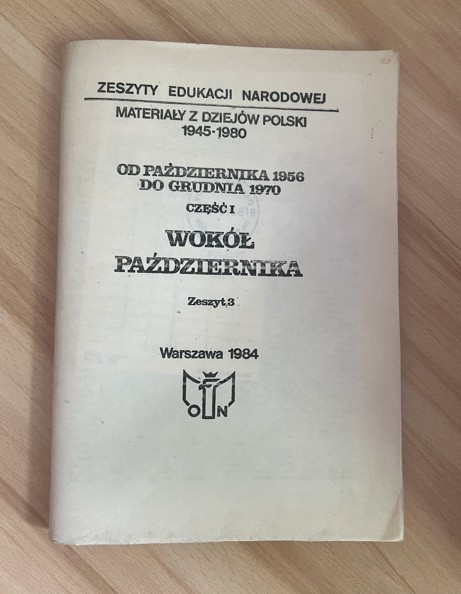 ZESZYTY EDUKACJI NARODOWEJ
MATERIAŁY Z DZIEJÓW POLSKI
1945-1980
OD PAŹDZIERNIKA 1956
DO GRUDNIA 1970
CZĘŚĆ I
WOKÓŁ
PAŹDZIERNIKA
Zeszyt 3
Warszawa 1984
O N